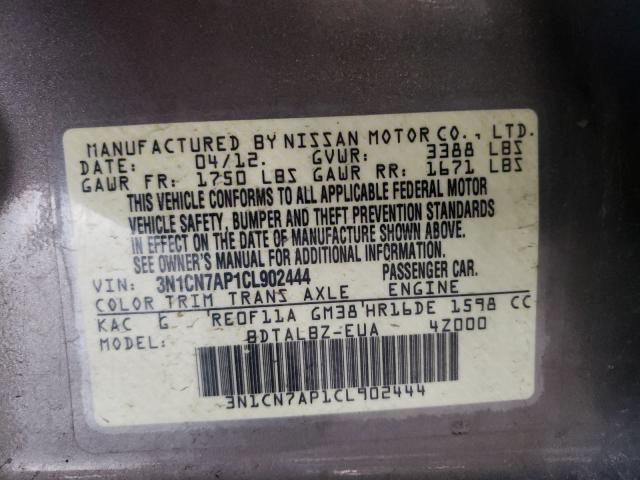 MANUFACTURED BY NISSAN MOTOR CO., LTD.
DATE: 04/12. GVWR: 3388 LBS
GAWR FR: 1750 LBS GAWR RR: 1671 LBS
THIS VEHICLE CONFORMS TO ALL APPLICABLE FEDERAL MOTOR
VEHICLE SAFETY, BUMPER AND THEFT PREVENTION STANDARDS
IN EFFECT ON THE DATE OF MANUFACTURE SHOWN ABOVE.
SEE OWNER'S MANUAL FOR ADDITIONAL INFORMATION.
VIN: 3N1CN7AP1CL902444 PASSENGER CAR.
COLOR TRIM TRANS AXLE ENGINE
KAC G RE0F11A GM38 HR16DE 1598 CC
MODEL: BDTALBZ-EUA 4Z000
3N1CN7AP1CL902444